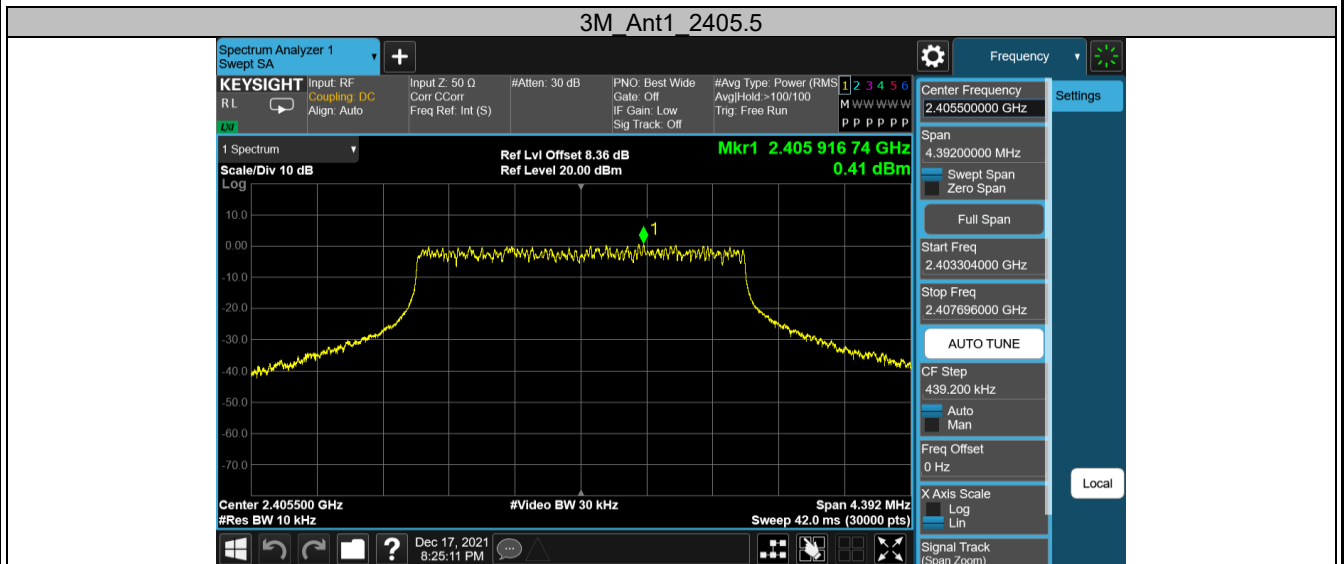 3M_Ant1_2405.5
Spectrum Analyzer 1
Swept SA
+
Frequency
KEYSIGHT
RL
LXI
Input: RF
Coupling: DC
Align: Auto
Input Z: 50 Ω
Corr CCorr
Freq Ref: Int (S)
#Atten: 30 dB
PNO: Best Wide
Gate: Off
IF Gain: Low
Sig Track: Off
#Avg Type: Power (RMS
Avg|Hold:>100/100
Trig: Free Run
1 2 3 4 5 6
M W W W W W
P P P P P P
1 Spectrum
Scale/Div 10 dB
Log
Ref Lvl Offset 8.36 dB
Ref Level 20.00 dBm
Mkr1 2.405 916 74 GHz
0.41 dBm
1
10.0
0.00
-10.0
-20.0
-30.0
-40.0
-50.0
-60.0
-70.0
Center 2.405500 GHz
#Res BW 10 kHz
#Video BW 30 kHz
Span 4.392 MHz
Sweep 42.0 ms (30000 pts)
?
Dec 17, 2021
8:25:11 PM
Center Frequency
2.405500000 GHz
Span
4.39200000 MHz
Swept Span
Zero Span
Full Span
Start Freq
2.403304000 GHz
Stop Freq
2.407696000 GHz
AUTO TUNE
CF Step
439.200 kHz
Auto
Man
Freq Offset
0 Hz
X Axis Scale
Log
Lin
Signal Track
(Span Zoom)
Settings
Local